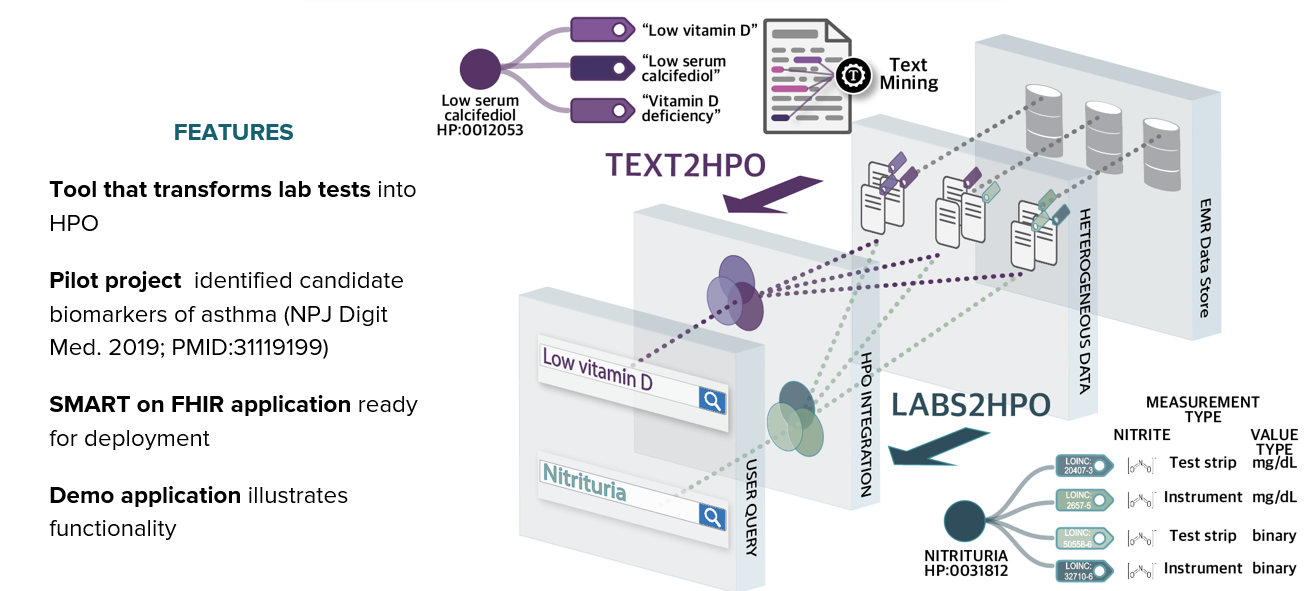 FEATURES
Tool that transforms lab tests into
HPO
Pilot project identified candidate
biomarkers of asthma (NPJ Digit
Med. 2019; PMID:31119199)
SMART on FHIR application ready
for deployment
Demo application illustrates
functionality
Low serum
calcifediol
HP:0012053
“Low vitamin D”
“Low serum
calcifediol”
“Vitamin D
deficiency”
T
Text
Mining
TEXT2HPO
EMR Data Store
HETEROGENEOUS DATA
HPO INTEGRATION
USER QUERY
Low vitamin D
Nitrituria
LABS2HPO
MEASUREMENT
TYPE
NITRITE
VALUE
TYPE
LOINC:
20407-3
Test strip mg/dL
LOINC:
2657-5
Instrument mg/dL
LOINC:
50558-6
Test strip binary
LOINC:
32710-6
Instrument binary
NITRITURIA
HP:0031812